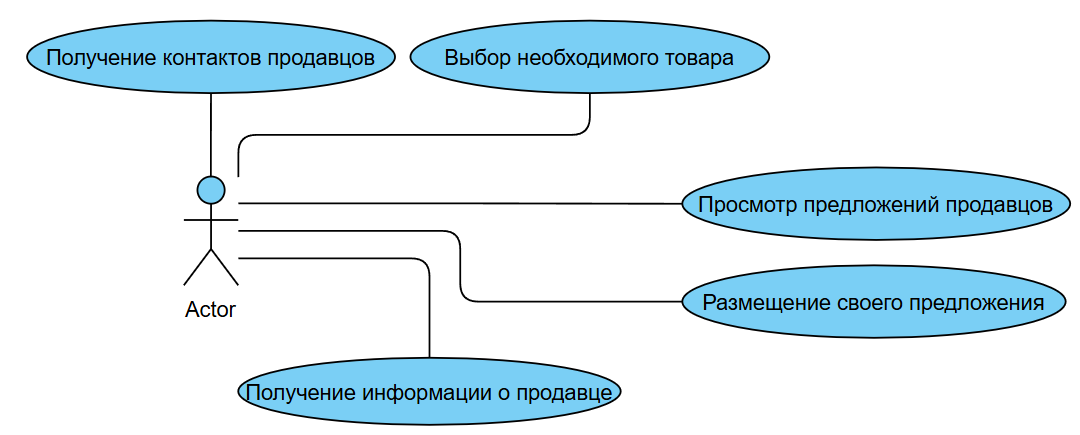 Получение контактов продавцов
Выбор необходимого товара
Просмотр предложений продавцов
Размещение своего предложения
Actor
Получение информации о продавце